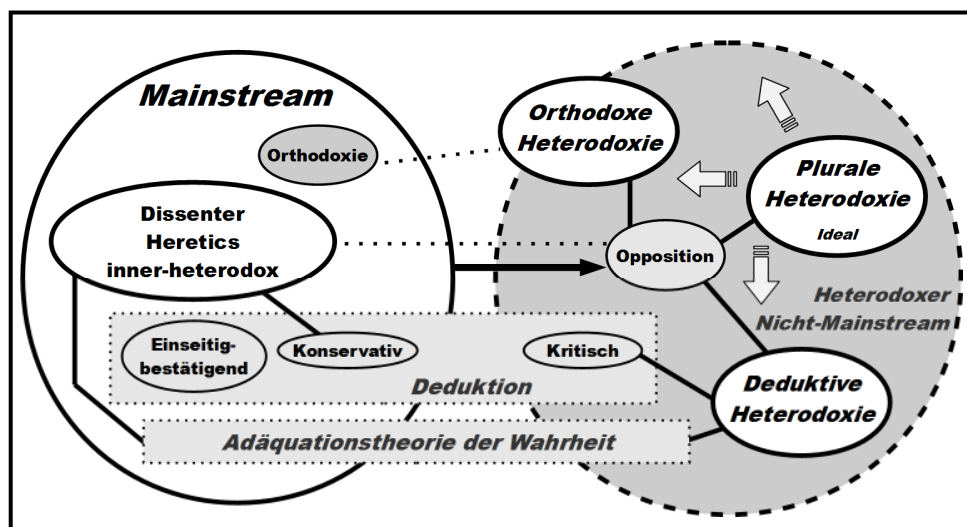 Mainstream
Orthodoxie
Dissenter
Heretics
inner-heterodox
Orthodoxe
Heterodoxie
Plurale
Heterodoxie
Ideal
Opposition
Heterodoxer
Nicht-Mainstream
Einseitig-
bestätigend
Konservativ
Kritisch
Deduktion
Deduktive
Heterodoxie
Adäquationstheorie der Wahrheit